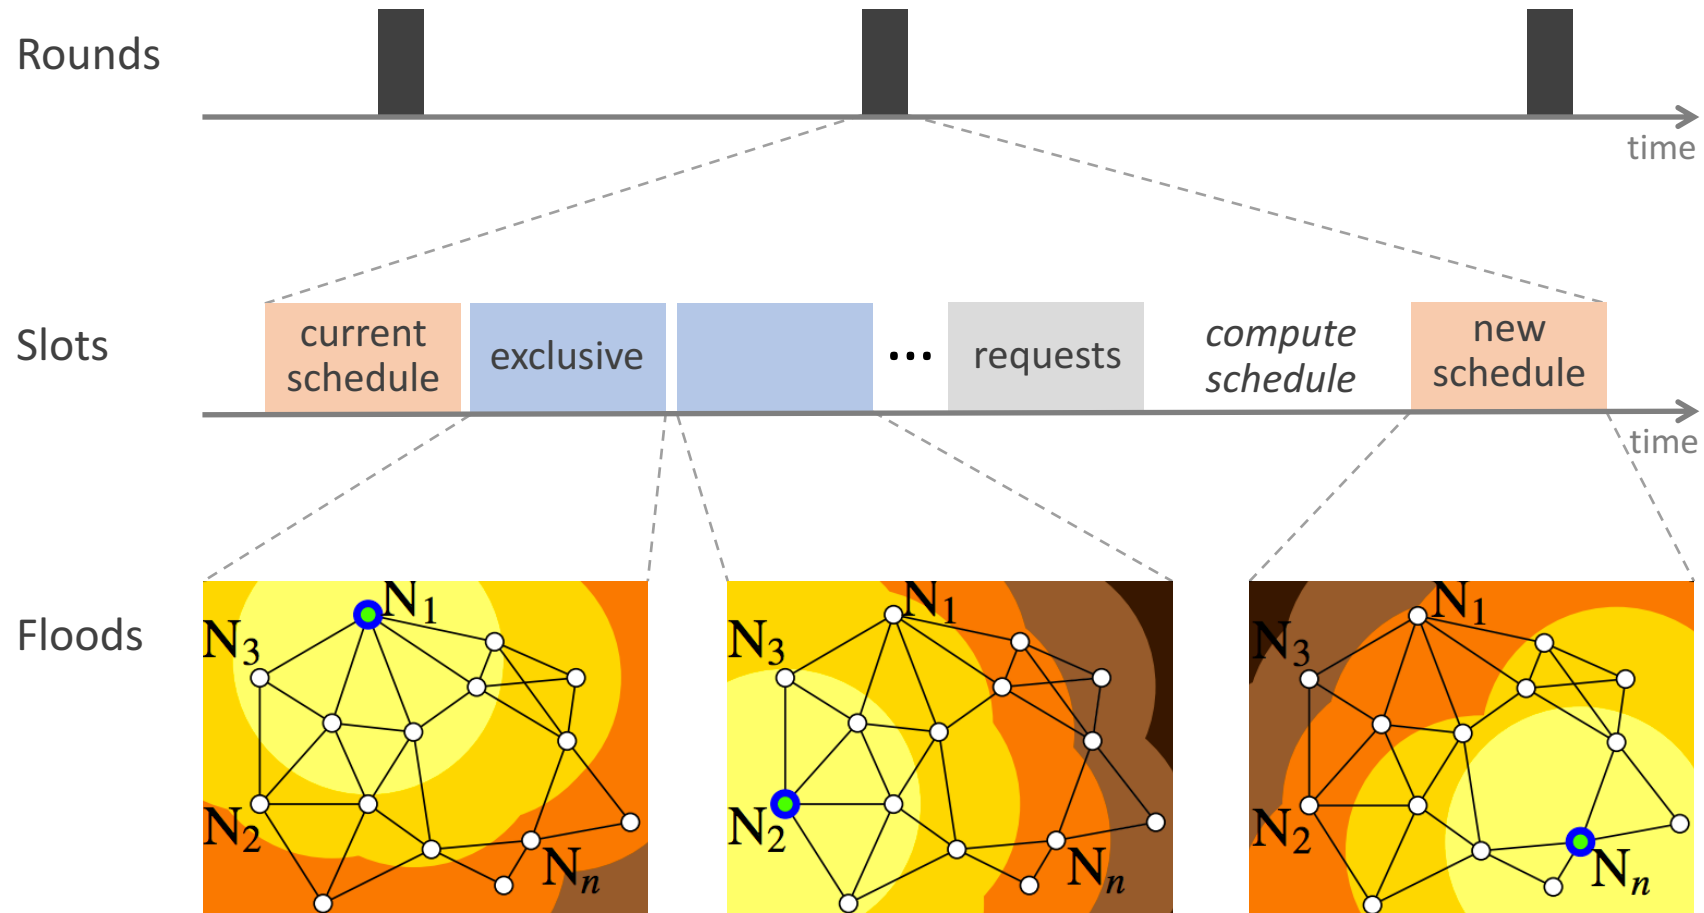 Rounds
time
Slots
current
schedule
exclusive
...
requests
compute
schedule
new
schedule
time
Floods
N1
N3
N2
Nn
N1
N3
N2
Nn
N1
N3
N2
Nn